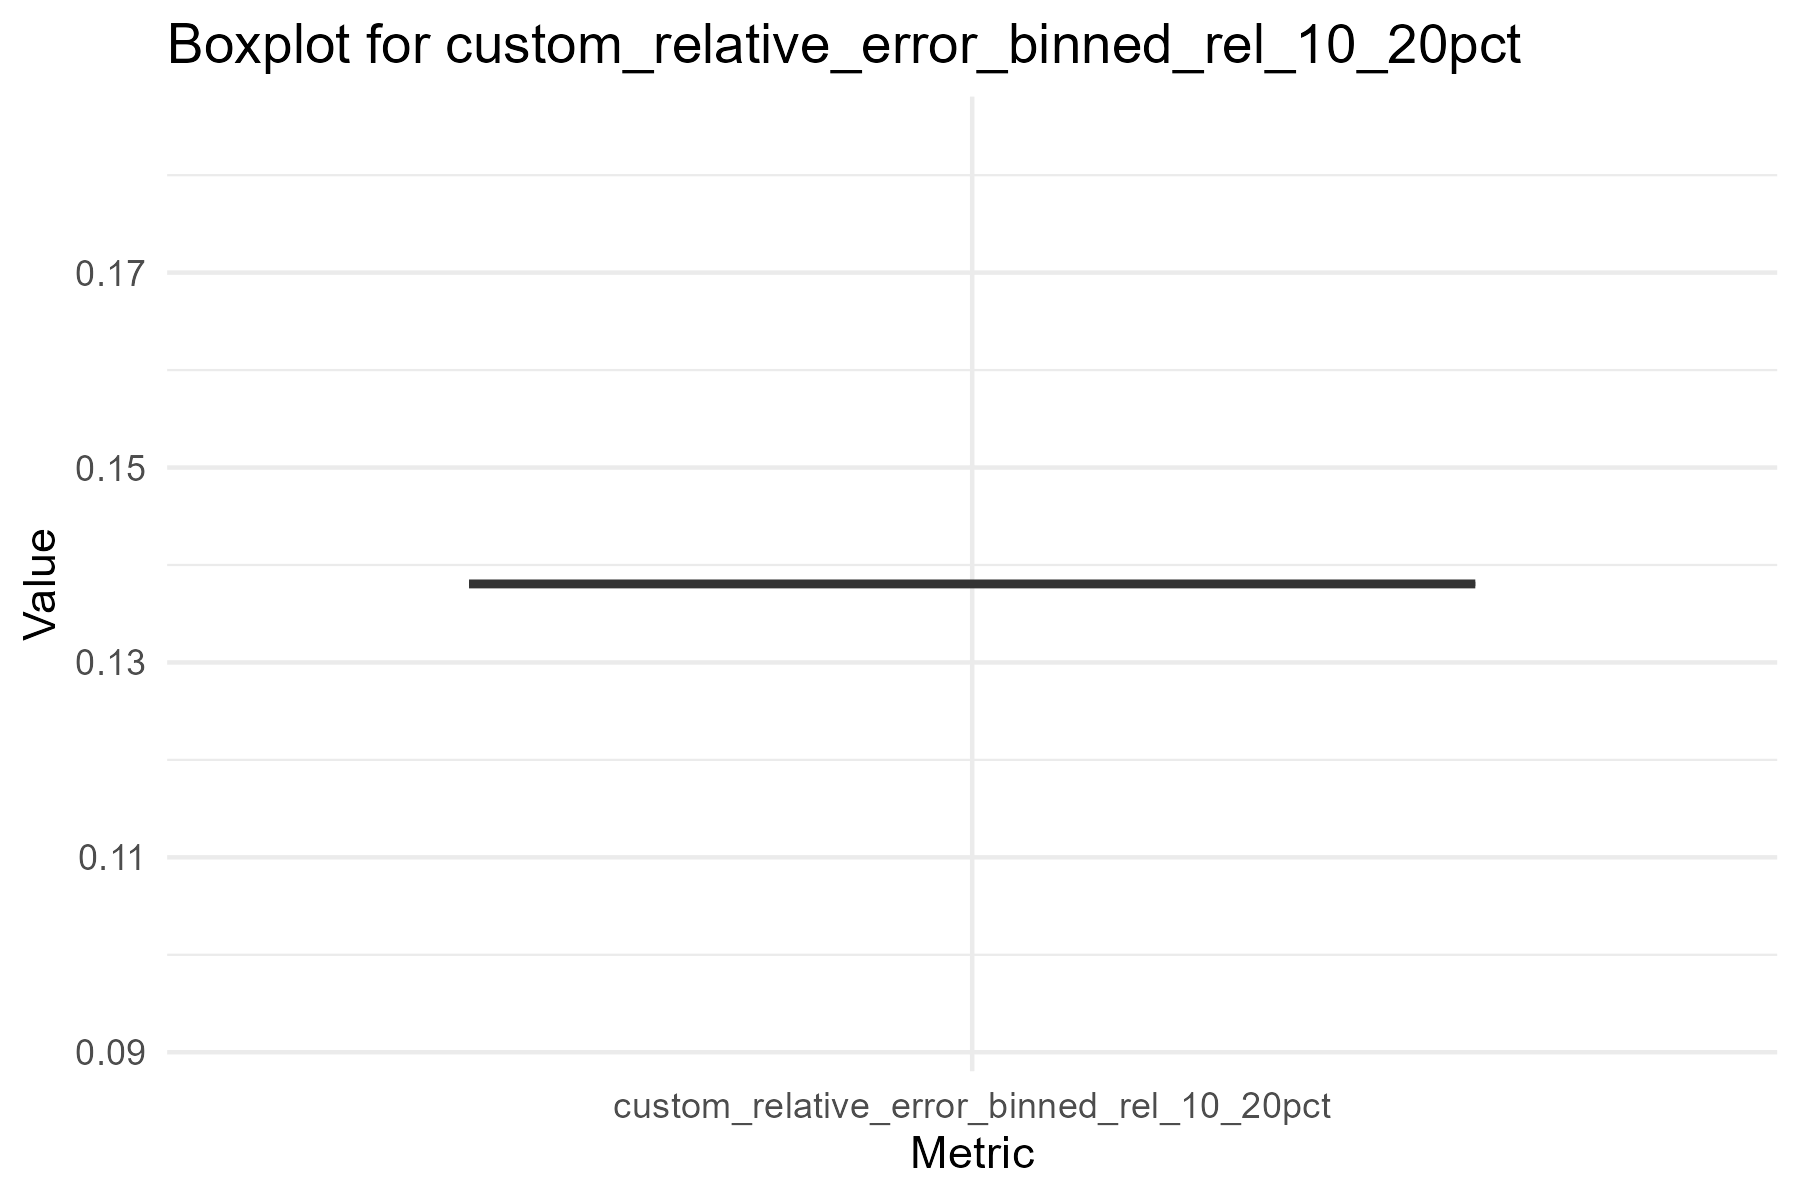 Boxplot for custom_relative_error_binned_rel_10_20pct
0.17
0.15
0.13
0.11
0.09
Value
custom_relative_error_binned_rel_10_20pct
Metric